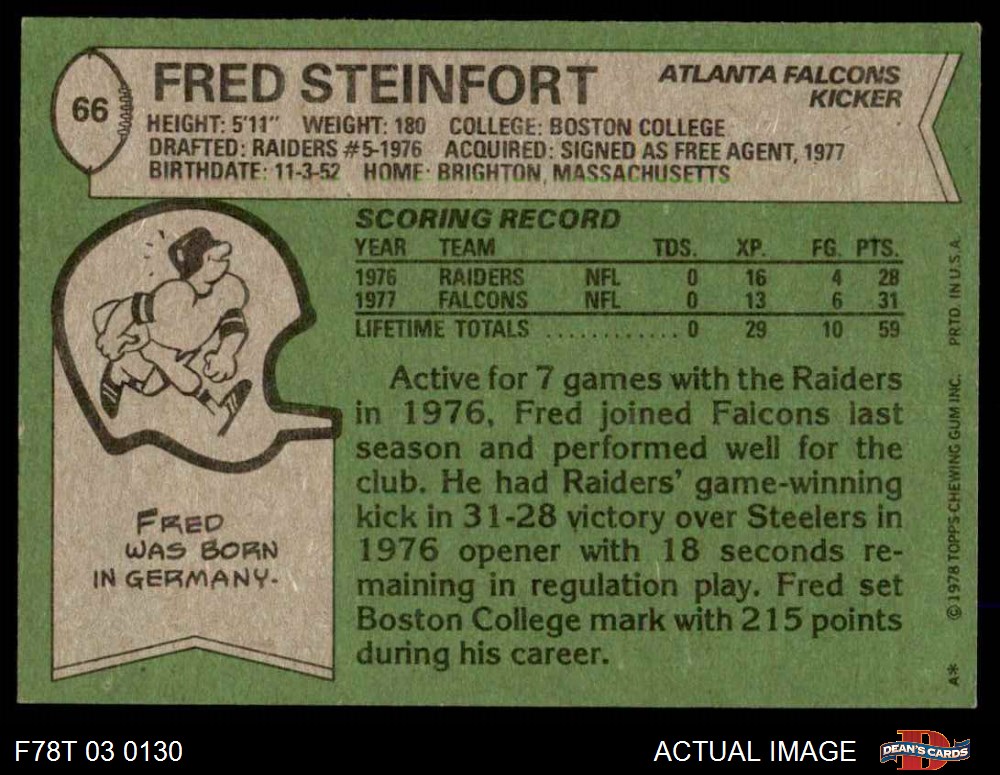 66
FRED STEINFORT
ATLANTA FALCONS
KICKER
HEIGHT: 5'11" WEIGHT: 180 COLLEGE: BOSTON COLLEGE
DRAFTED: RAIDERS #5-1976 ACQUIRED: SIGNED AS FREE AGENT, 1977
BIRTHDATE: 11-3-52 HOME: BRIGHTON, MASSACHUSETTS
SCORING RECORD
YEAR TEAM TDS. XP. FG. PTS.
1976 RAIDERS NFL 0 16 4 28
1977 FALCONS NFL 0 13 6 31
LIFETIME TOTALS ............ 0 29 10 59
Active for 7 games with the Raiders
in 1976, Fred joined Falcons last
season and performed well for the
club. He had Raiders' game-winning
kick in 31-28 victory over Steelers in
1976 opener with 18 seconds re-
maining in regulation play. Fred set
Boston College mark with 215 points
during his career.
FRED
WAS BORN
IN GERMANY.
A* © 1978 TOPPS CHEWING GUM INC. PRTD. IN U.S.A.
F78T 03 0130
ACTUAL IMAGE
D
DEAN'S CARDS